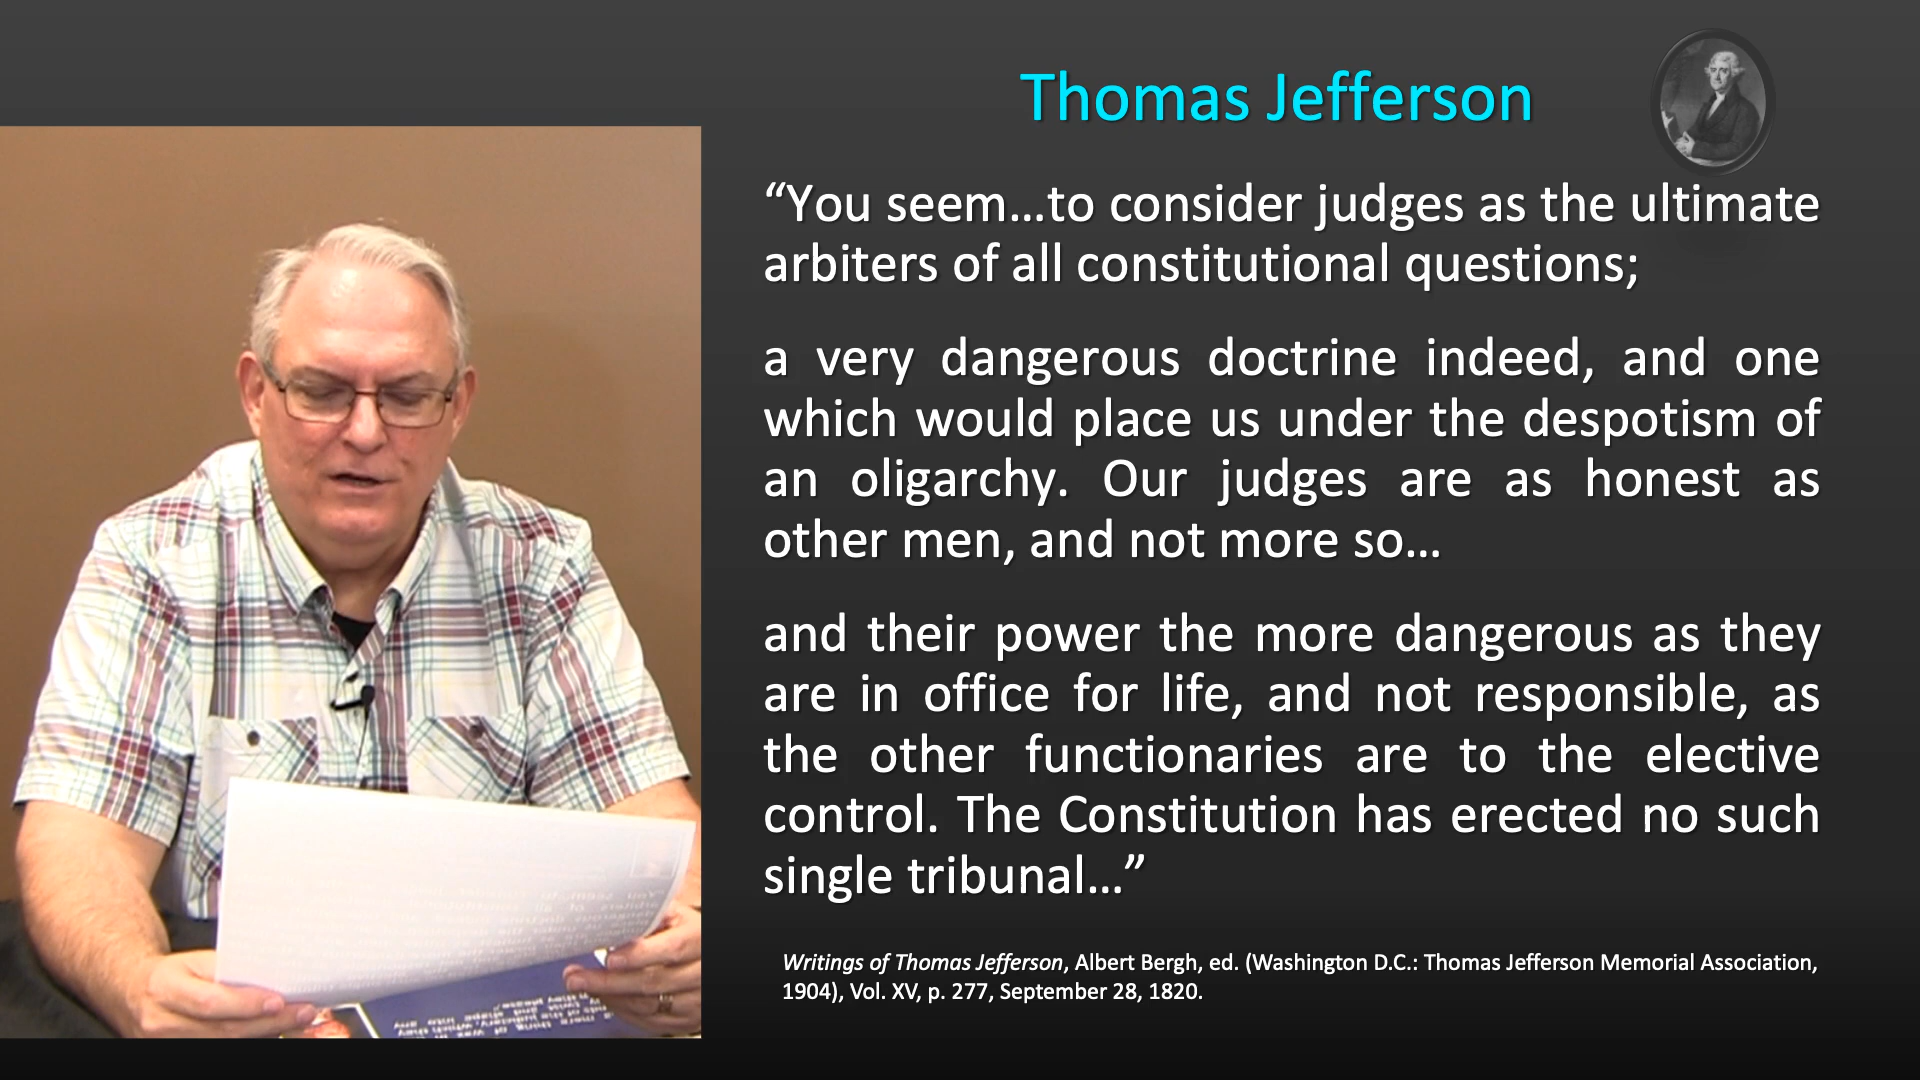 Thomas Jefferson
“You seem…to consider judges as the ultimate
arbiters of all constitutional questions;
a very dangerous doctrine indeed, and one
which would place us under the despotism of
an oligarchy. Our judges are as honest as
other men, and not more so…
and their power the more dangerous as they
are in office for life, and not responsible, as
the other functionaries are to the elective
control. The Constitution has erected no such
single tribunal…”
Writings of Thomas Jefferson, Albert Bergh, ed. (Washington D.C.: Thomas Jefferson Memorial Association,
1904), Vol. XV, p. 277, September 28, 1820.